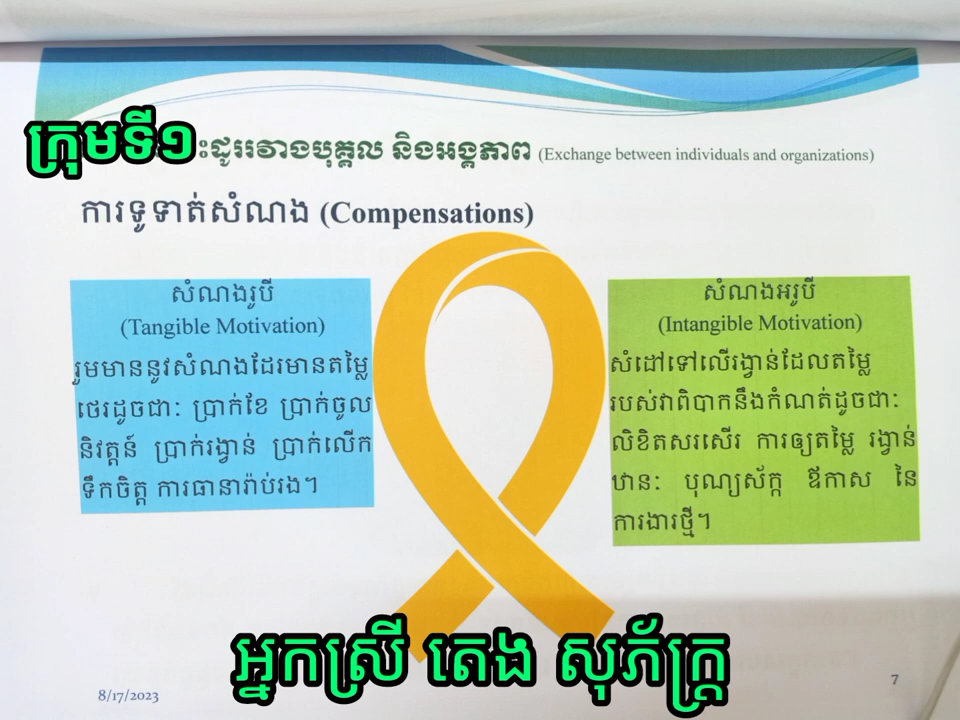 ក្រុមទី១
ះដូររវាងបុគ្គល និងអង្គភាព (Exchange between individuals and organizations)
ការទូទាត់សំណង (Compensations)
សំណងរូបី
(Tangible Motivation)
រួមមាននូវសំណងដែរមានតម្លៃ
ថេរដូចជា: ប្រាក់ខែ ប្រាក់ចូល
និវត្តន៍ ប្រាក់រង្វាន់ ប្រាក់លើក
ទឹកចិត្ត ការធានារ៉ាប់រង។
សំណងអរូបី
(Intangible Motivation)
សំដៅទៅលើរង្វាន់ដែលតម្លៃ
របស់វាពិបាកនឹងកំណត់ដូចជា:
លិខិតសរសើរ ការឲ្យតម្លៃ រង្វាន់
ឋាន: បុណ្យស័ក្ក ឪកាស នៃ
ការងារថ្មី។
អ្នកស្រី តេង សុភ័ក្ត្រ
8/17/2023
7